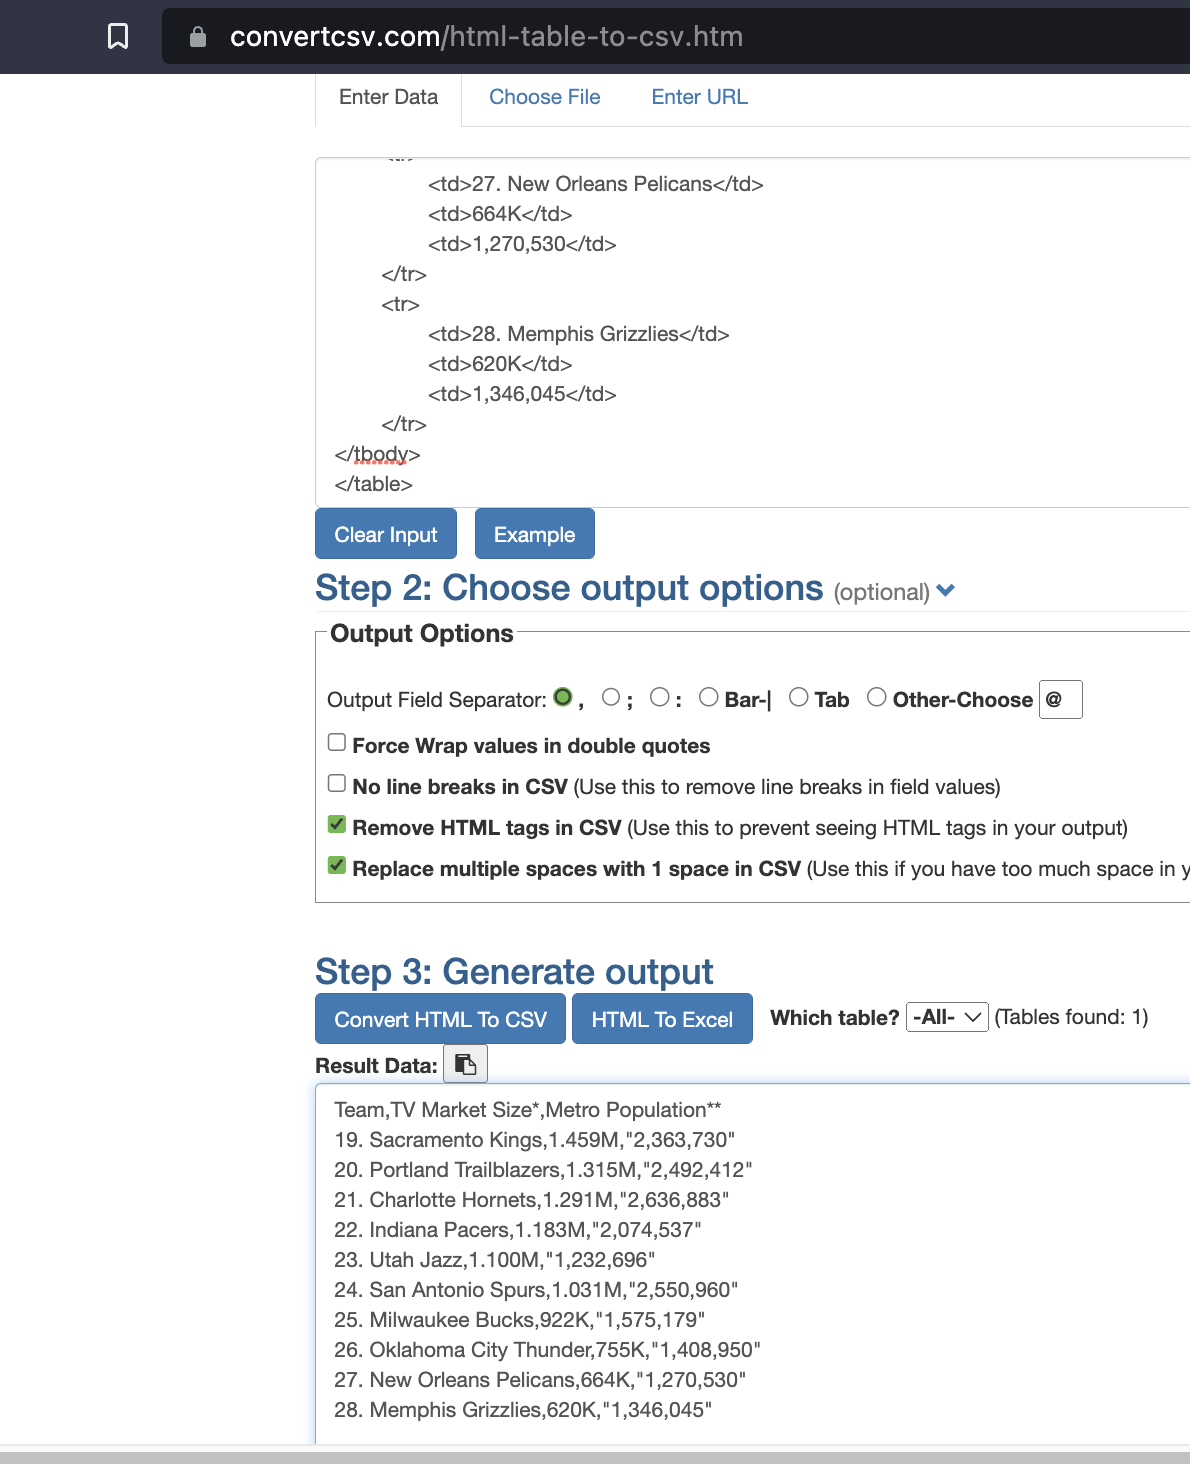 convertcsv.com/html-table-to-csv.htm
Enter Data Choose File Enter URL
<td>27. New Orleans Pelicans</td>
<td>664K</td>
<td>1,270,530</td>
</tr>
<tr>
<td>28. Memphis Grizzlies</td>
<td>620K</td>
<td>1,346,045</td>
</tr>
</tbody>
</table>
Clear Input Example
Step 2: Choose output options (optional)
Output Options
Output Field Separator: , ; : Bar-| Tab Other-Choose @
Force Wrap values in double quotes
No line breaks in CSV (Use this to remove line breaks in field values)
Remove HTML tags in CSV (Use this to prevent seeing HTML tags in your output)
Replace multiple spaces with 1 space in CSV (Use this if you have too much space in
Step 3: Generate output
Convert HTML To CSV HTML To Excel Which table? -All- (Tables found: 1)
Result Data:
Team,TV Market Size*,Metro Population**
19. Sacramento Kings,1.459M,"2,363,730"
20. Portland Trailblazers,1.315M,"2,492,412"
21. Charlotte Hornets,1.291M,"2,636,883"
22. Indiana Pacers,1.183M,"2,074,537"
23. Utah Jazz,1.100M,"1,232,696"
24. San Antonio Spurs,1.031M,"2,550,960"
25. Milwaukee Bucks,922K,"1,575,179"
26. Oklahoma City Thunder,755K,"1,408,950"
27. New Orleans Pelicans,664K,"1,270,530"
28. Memphis Grizzlies,620K,"1,346,045"